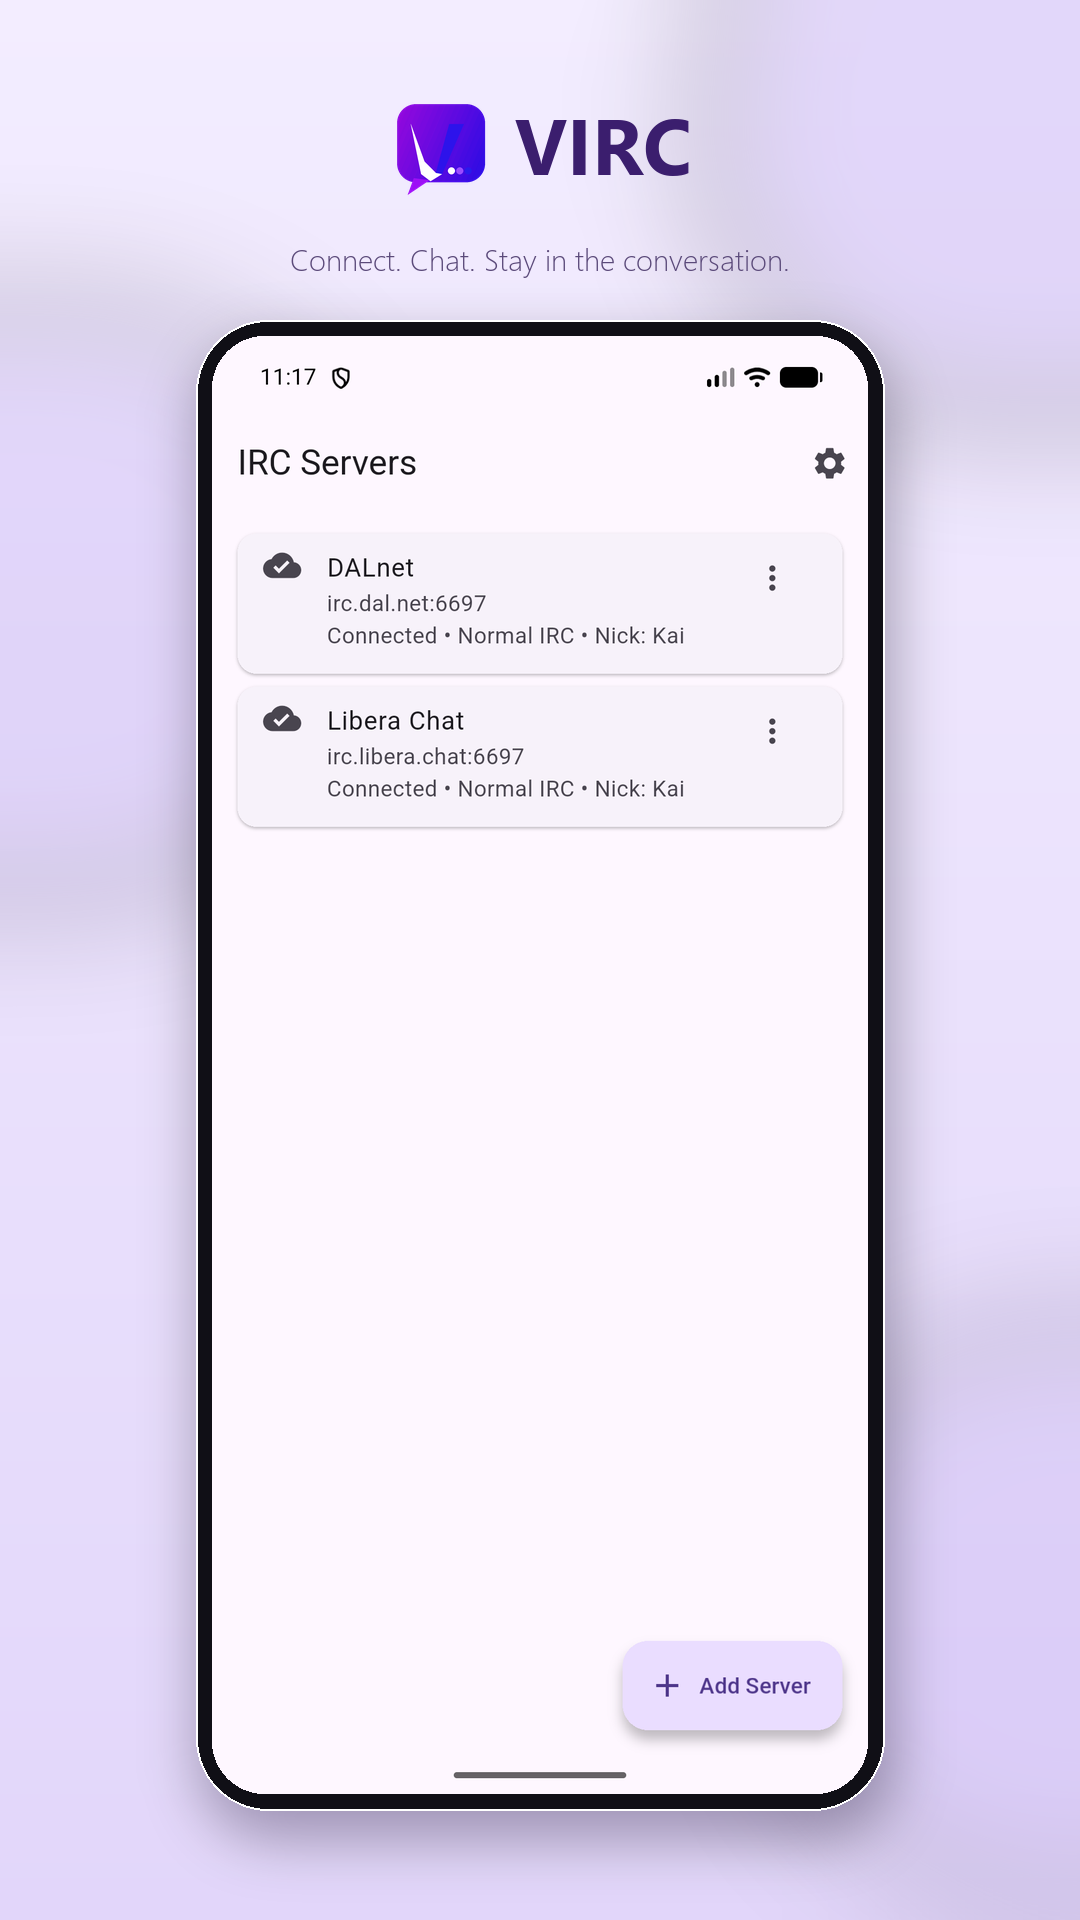 VIRC
Connect. Chat. Stay in the conversation.
11:17
IRC Servers
DALnet
irc.dal.net:6697
Connected • Normal IRC • Nick: Kai
Libera Chat
irc.libera.chat:6697
Connected • Normal IRC • Nick: Kai
Add Server